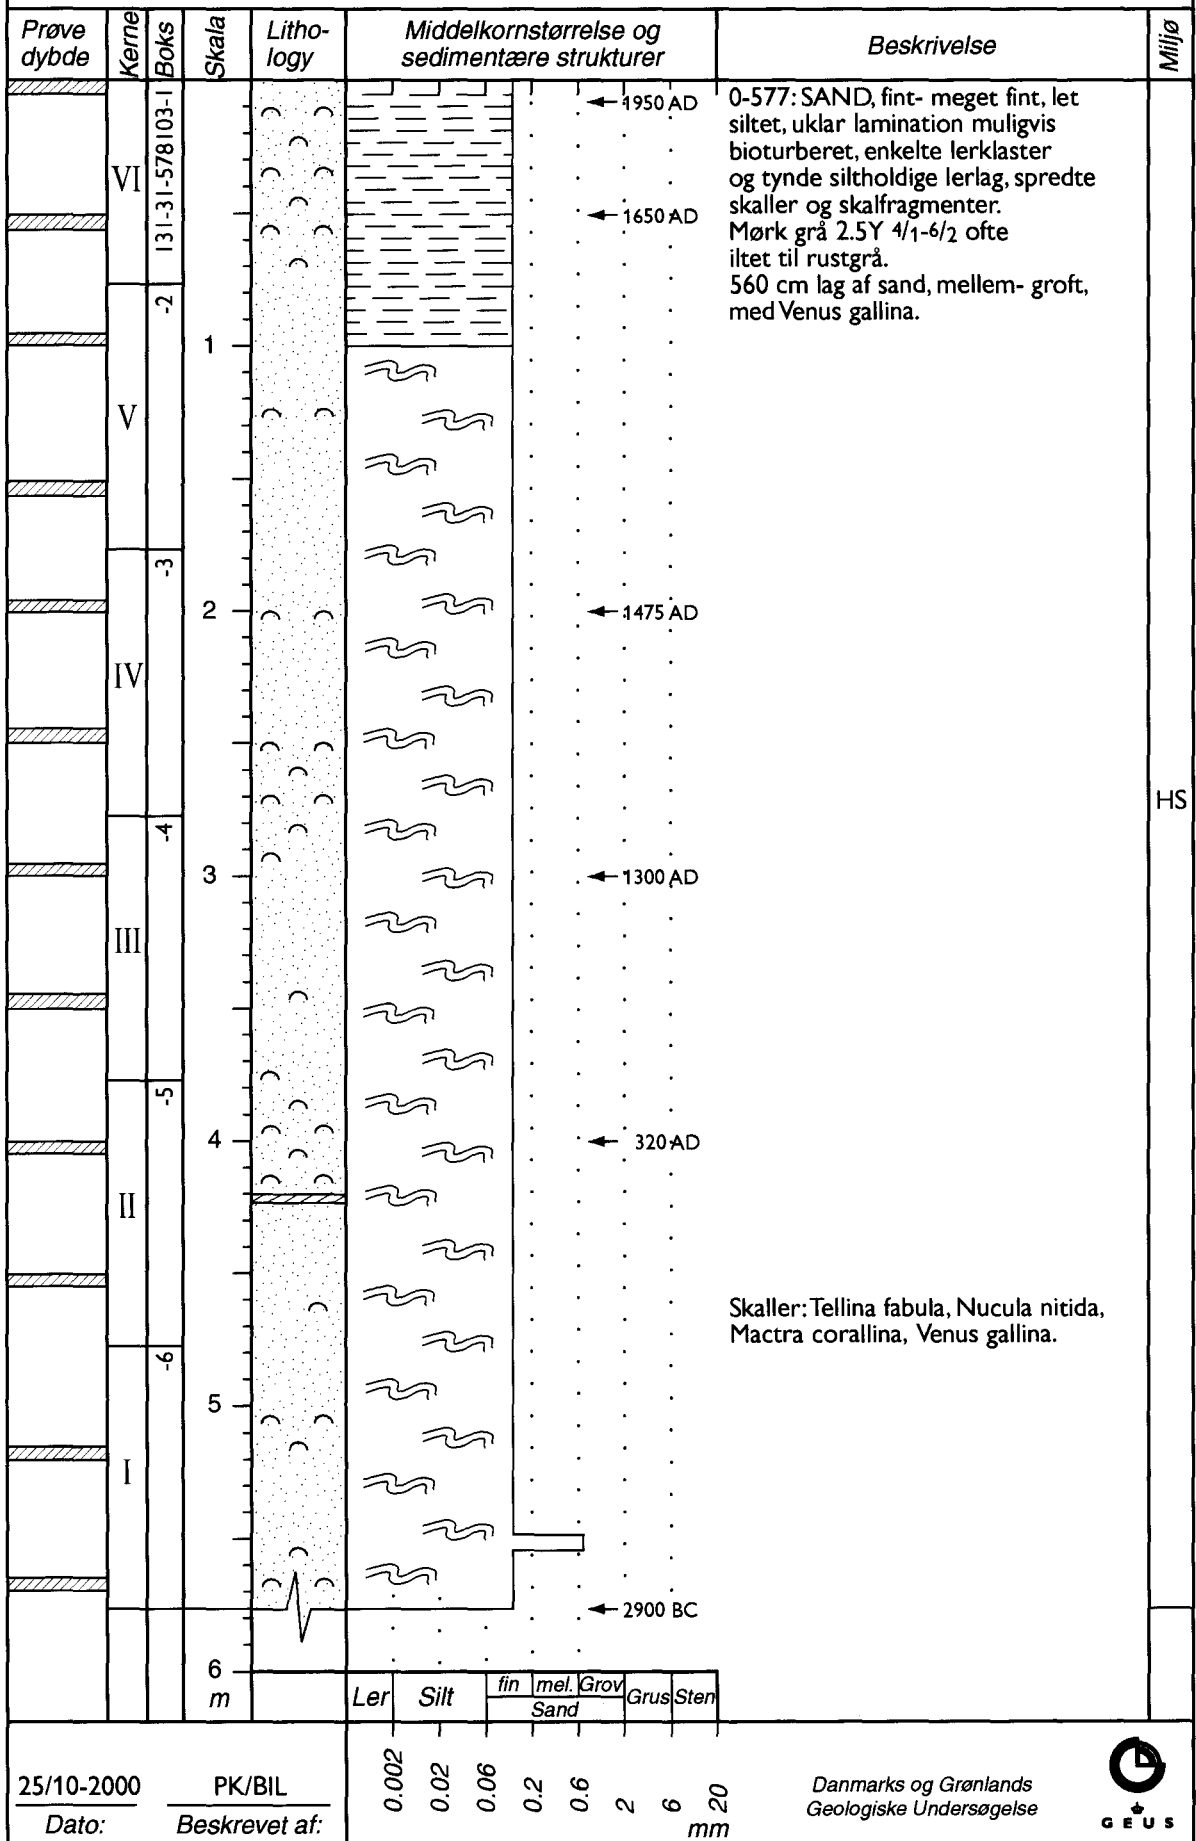 Prøve dybde
Kerne
Boks
Skala
Litho-
logy
Middelkornstørrelse og
sedimentære strukturer
Beskrivelse
Miljø
VI
V
IV
III
II
I
131-31-578103-1
-2
-3
-4
-5
-6
1
2
3
4
5
6
m
1950 AD
1650 AD
1475 AD
1300 AD
320 AD
2900 BC
0-577: SAND, fint- meget fint, let
siltet, uklar lamination muligvis
bioturberet, enkelte lerklaster
og tynde siltholdige lerlag, spredte
skaller og skalfragmenter.
Mørk grå 2.5Y 4/1-6/2 ofte
iltet til rustgrå.
560 cm lag af sand, mellem- groft,
med Venus gallina.
Skaller: Tellina fabula, Nucula nitida,
Mactra corallina, Venus gallina.
HS
Ler Silt fin mel. Grov Grus Sten
Sand
0.002 0.02 0.06 0.2 0.6 2 6 20
mm
25/10-2000
Dato:
PK/BIL
Beskrevet af:
Danmarks og Grønlands
Geologiske Undersøgelse
GEUS